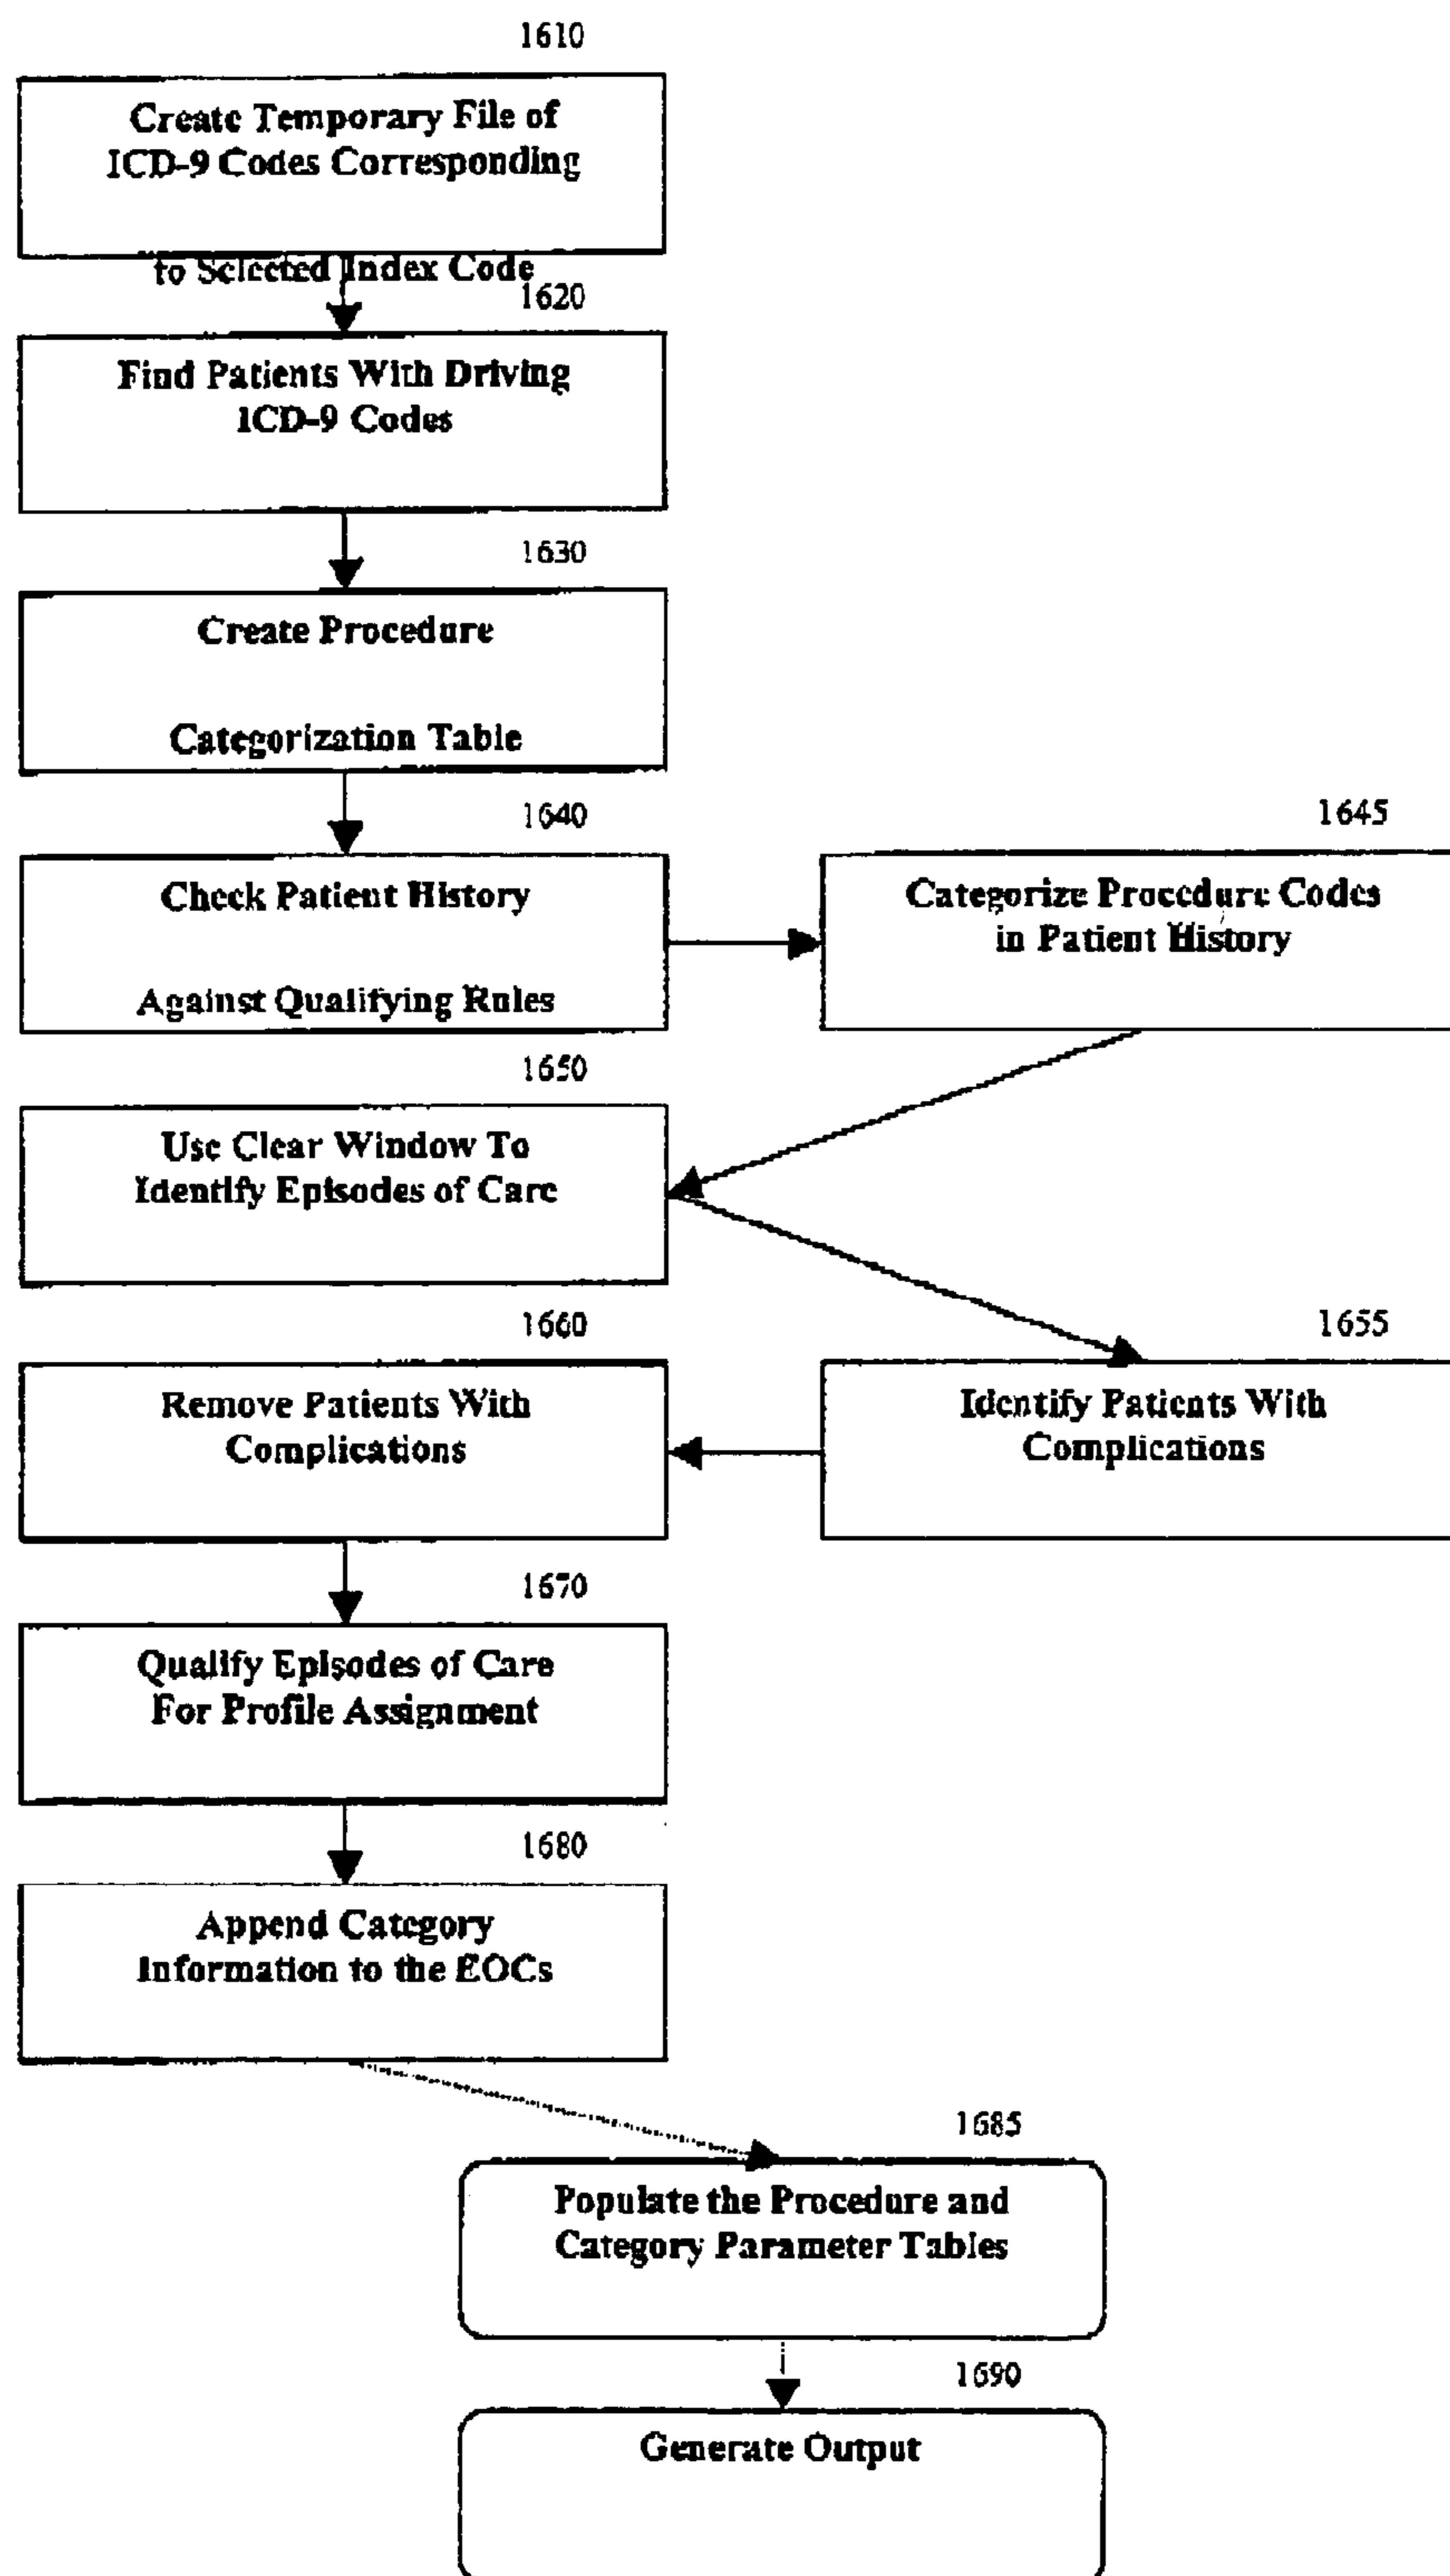 1610
Create Temporary File of
ICD-9 Codes Corresponding
to Selected Index Code
1620
Find Patients With Driving
ICD-9 Codes
1630
Create Procedure
Categorization Table
1640
Check Patient History
Against Qualifying Rules
1645
Categorize Procedure Codes
in Patient History
1650
Use Clear Window To
Identify Episodes of Care
1660
Remove Patients With
Complications
1655
Identify Patients With
Complications
1670
Qualify Episodes of Care
For Profile Assignment
1680
Append Category
Information to the EOCs
1685
Populate the Procedure and
Category Parameter Tables
1690
Generate Output